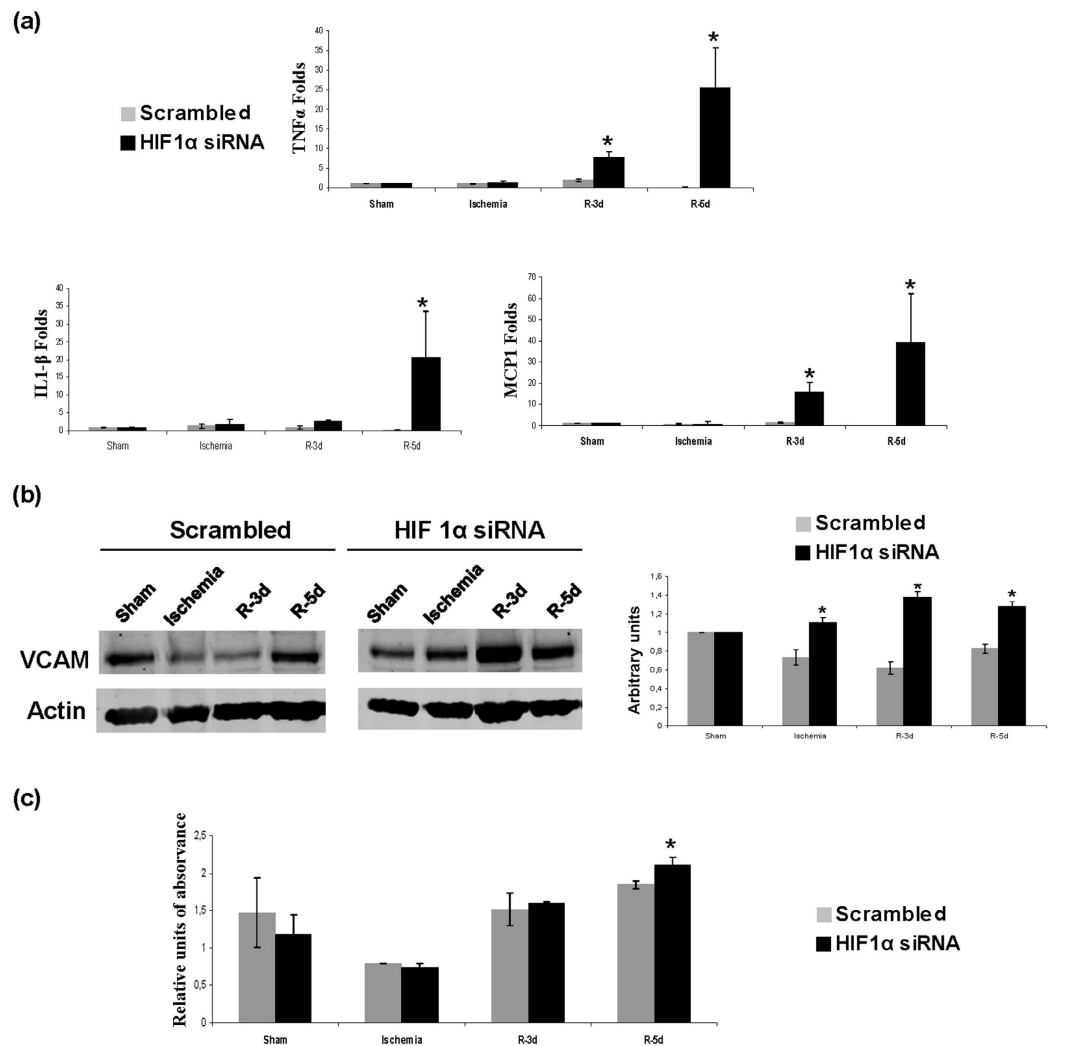 (a)
Scrambled
HIF1α siRNA
TNFα Folds
40
35
30
25
20
15
10
5
0
*
*
Sham Ischemia R-3d R-5d
IL1-β Folds
40
35
30
25
20
15
10
5
0
*
Sham Ischemia R-3d R-5d
MCP1 Folds
70
60
50
40
30
20
10
0
*
*
Sham Ischemia R-3d R-5d
(b)
Scrambled HIF 1α siRNA
Sham Ischemia R-3d R-5d Sham Ischemia R-3d R-5d
VCAM
Actin
Scrambled
HIF1α siRNA
Arbitrary units
1,6
1,4
1,2
1
0,8
0,6
0,4
0,2
0
*
*
*
Sham Ischemia R-3d R-5d
(c)
Relative units of absorvance
2,5
2
1,5
1
0,5
0
*
Sham Ischemia R-3d R-5d
Scrambled
HIF1α siRNA